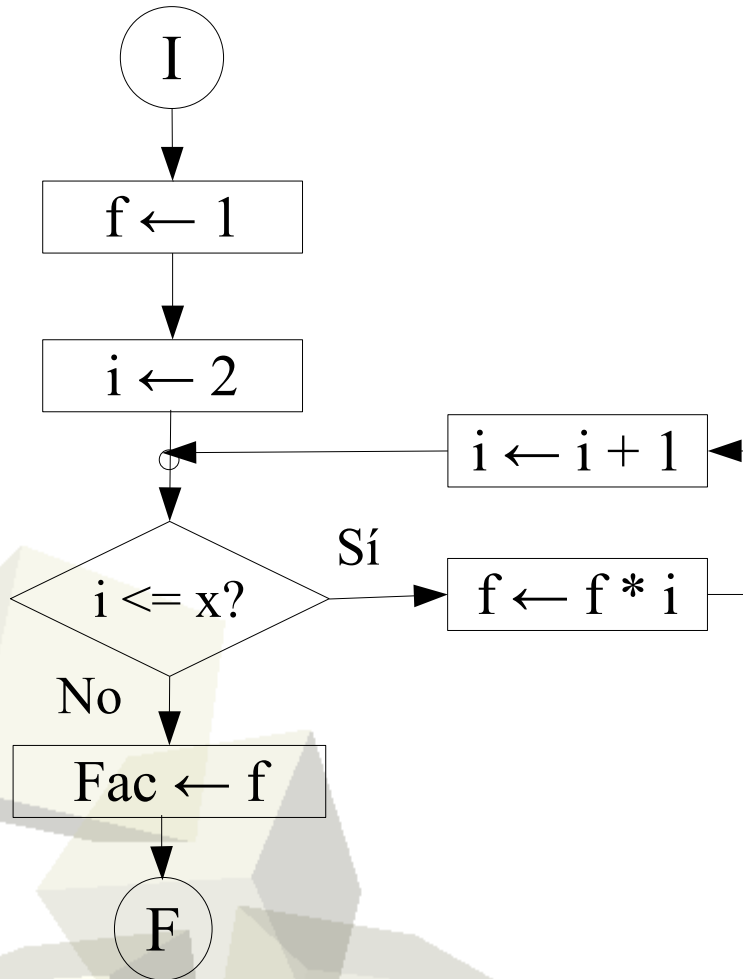 I
f ← 1
i ← 2
i ← i + 1
Sí
i <= x?
f ← f * i
No
Fac ← f
F